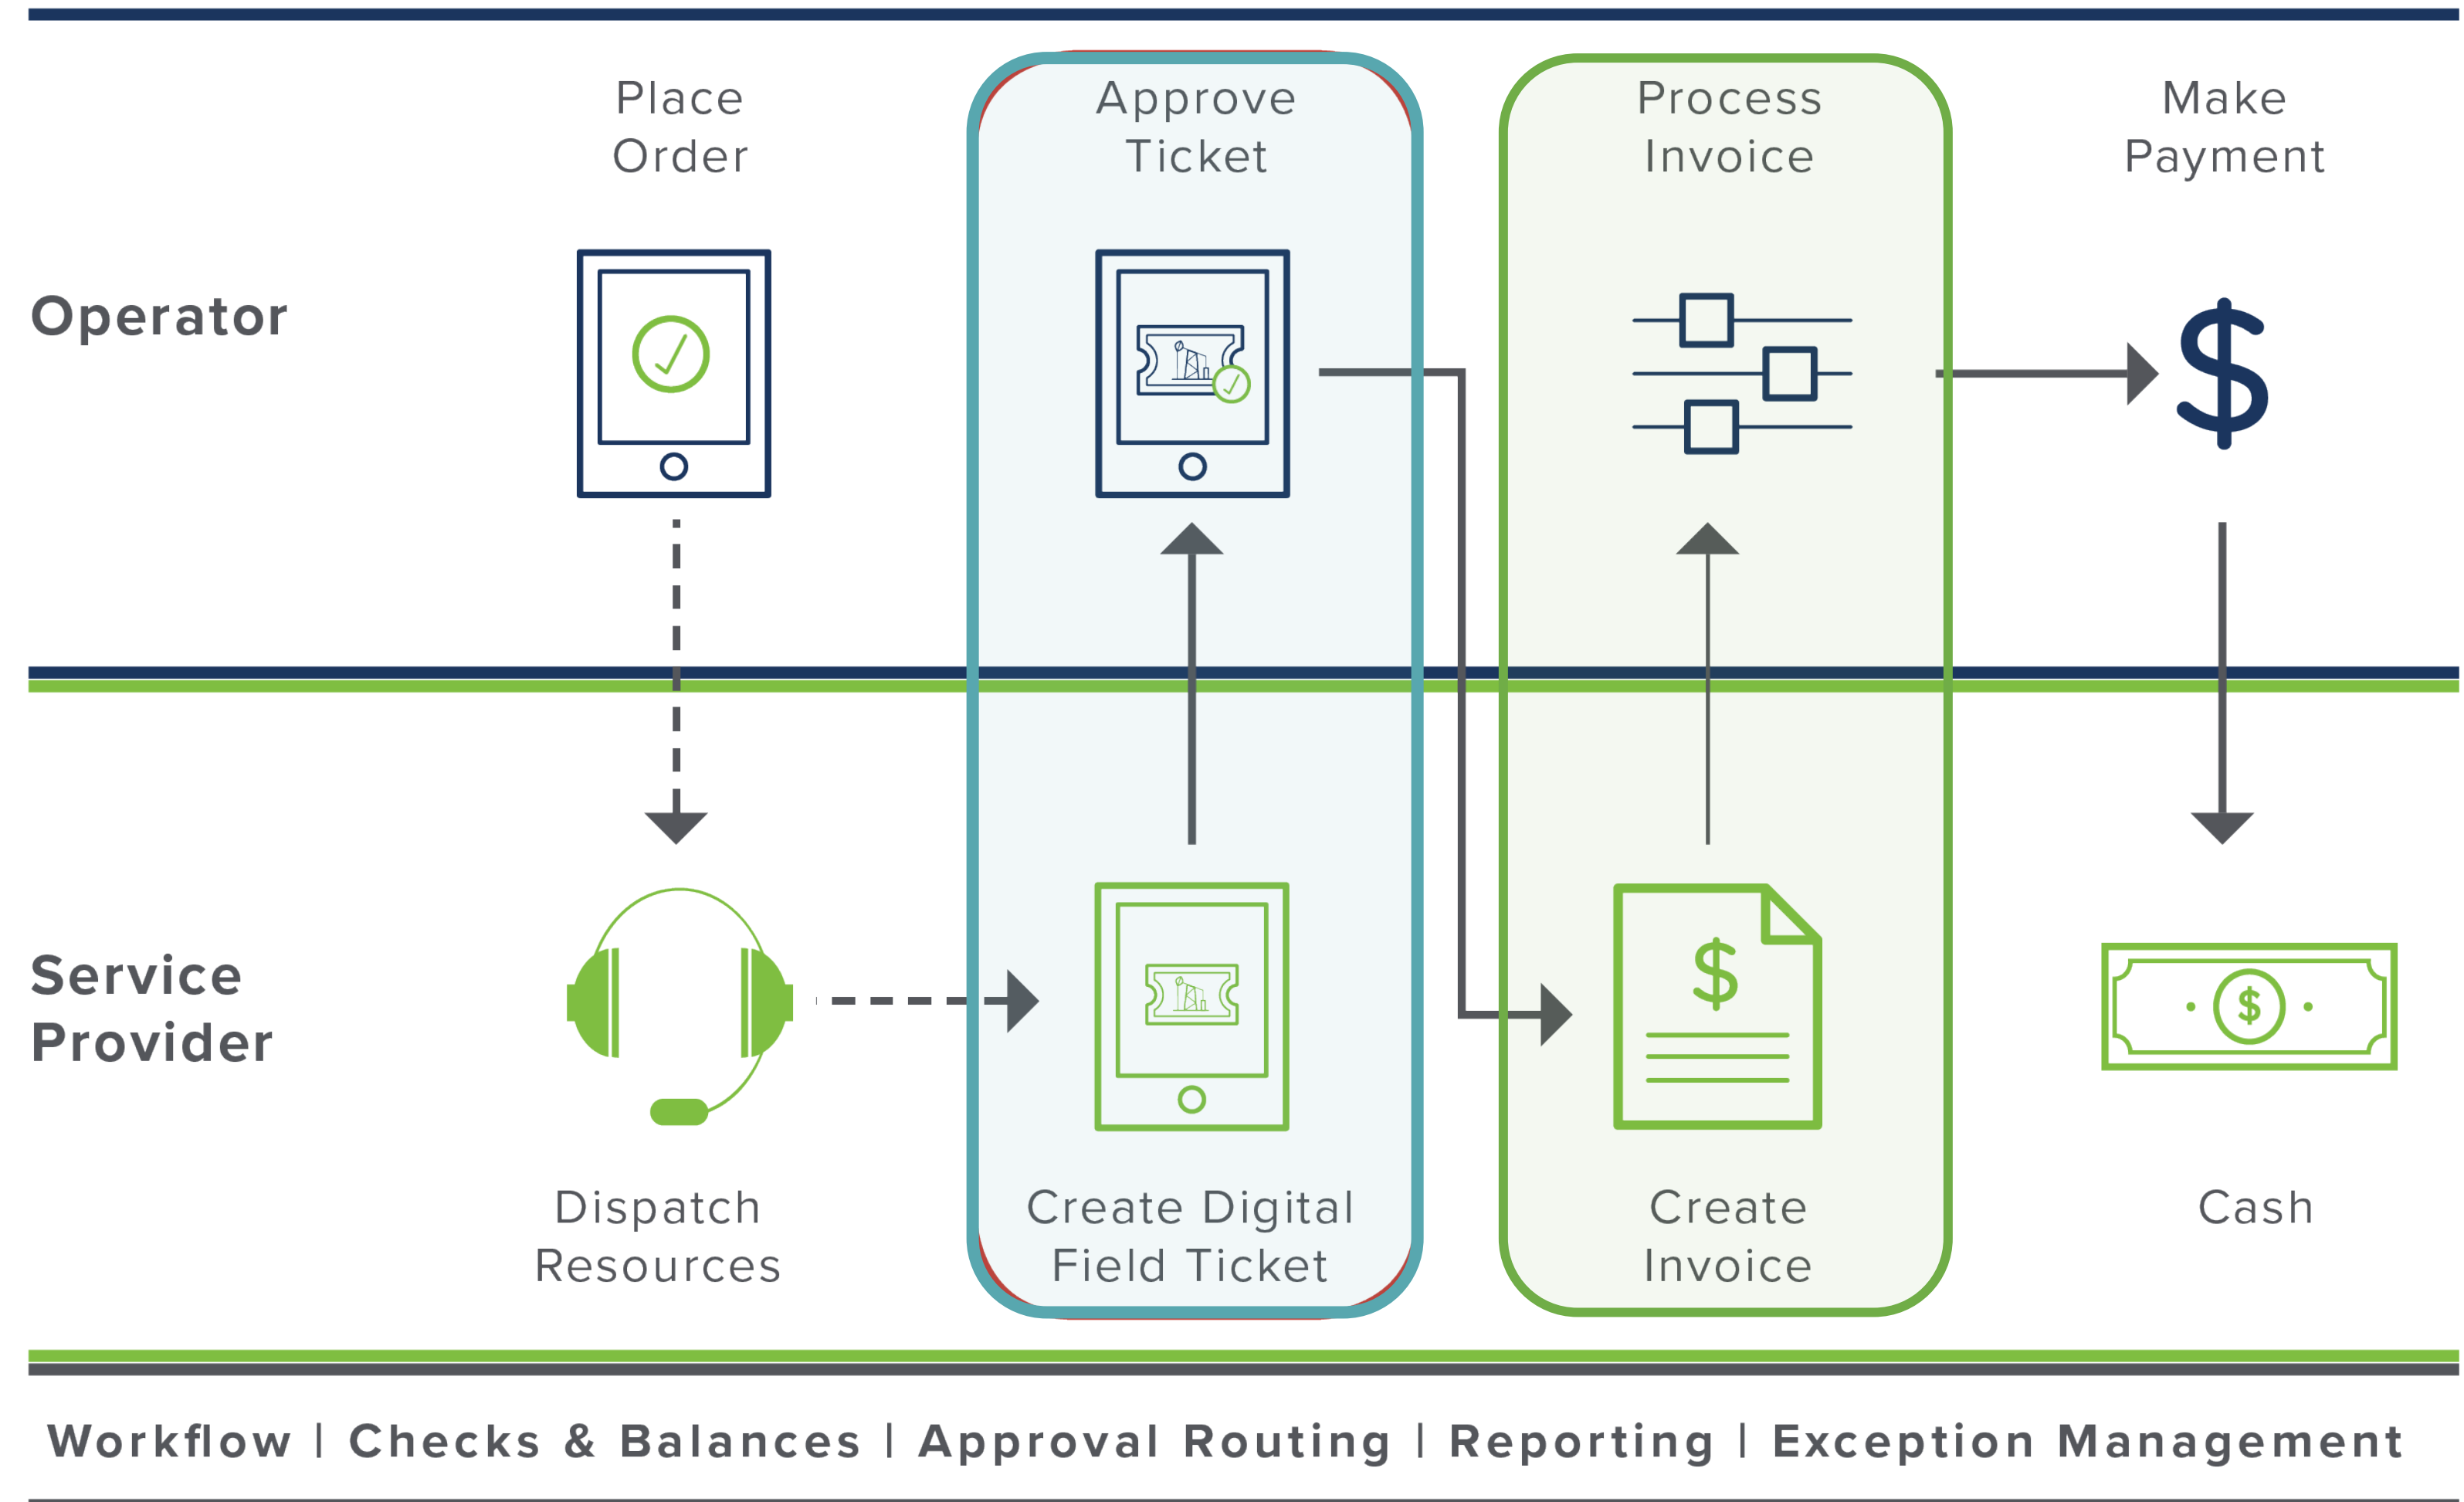 Place
Order
Approve
Ticket
Process
Invoice
Make
Payment
Operator
$
Service
Provider
$
$
Dispatch
Resources
Create Digital
Field Ticket
Create
Invoice
Cash
Workflow | Checks & Balances | Approval Routing | Reporting | Exception Management